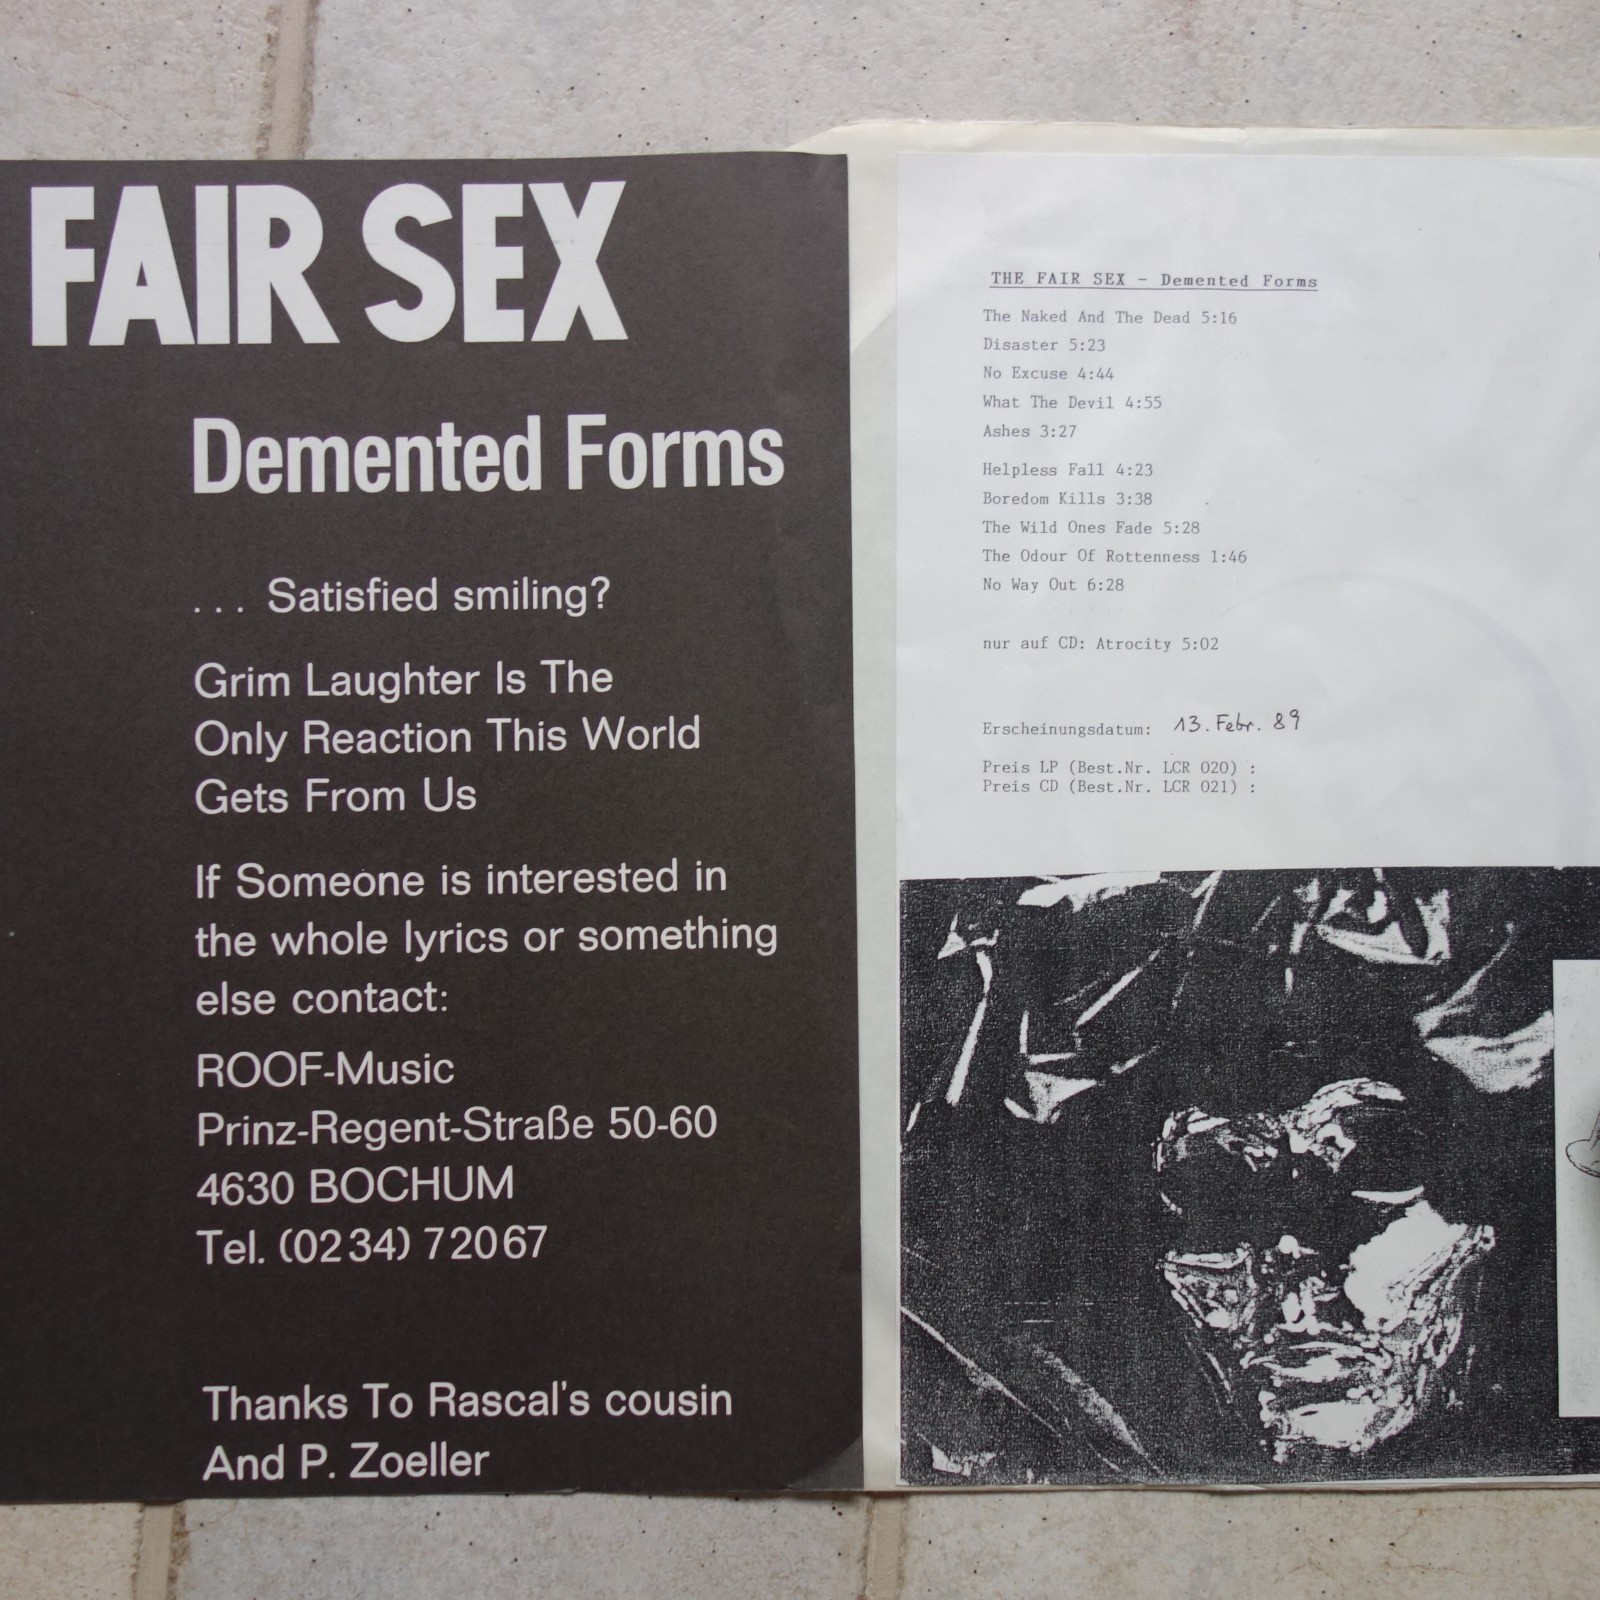 FAIR SEX
Demented Forms
... Satisfied smiling?
Grim Laughter Is The
Only Reaction This World
Gets From Us
If Someone is interested in
the whole lyrics or something
else contact:
ROOF-Music
Prinz-Regent-Straße 50-60
4630 BOCHUM
Tel. (02 34) 7 20 67
Thanks To Rascal's cousin
And P. Zoeller
THE FAIR SEX - Demented Forms
The Naked And The Dead 5:16
Disaster 5:23
No Excuse 4:44
What The Devil 4:55
Ashes 3:27
Helpless Fall 4:23
Boredom Kills 3:38
The Wild Ones Fade 5:28
The Odour Of Rottenness 1:46
No Way Out 6:28
nur auf CD: Atrocity 5:02
Erscheinungsdatum: 13. Febr. 89
Preis LP (Best.Nr. LCR 020) :
Preis CD (Best.Nr. LCR 021) :